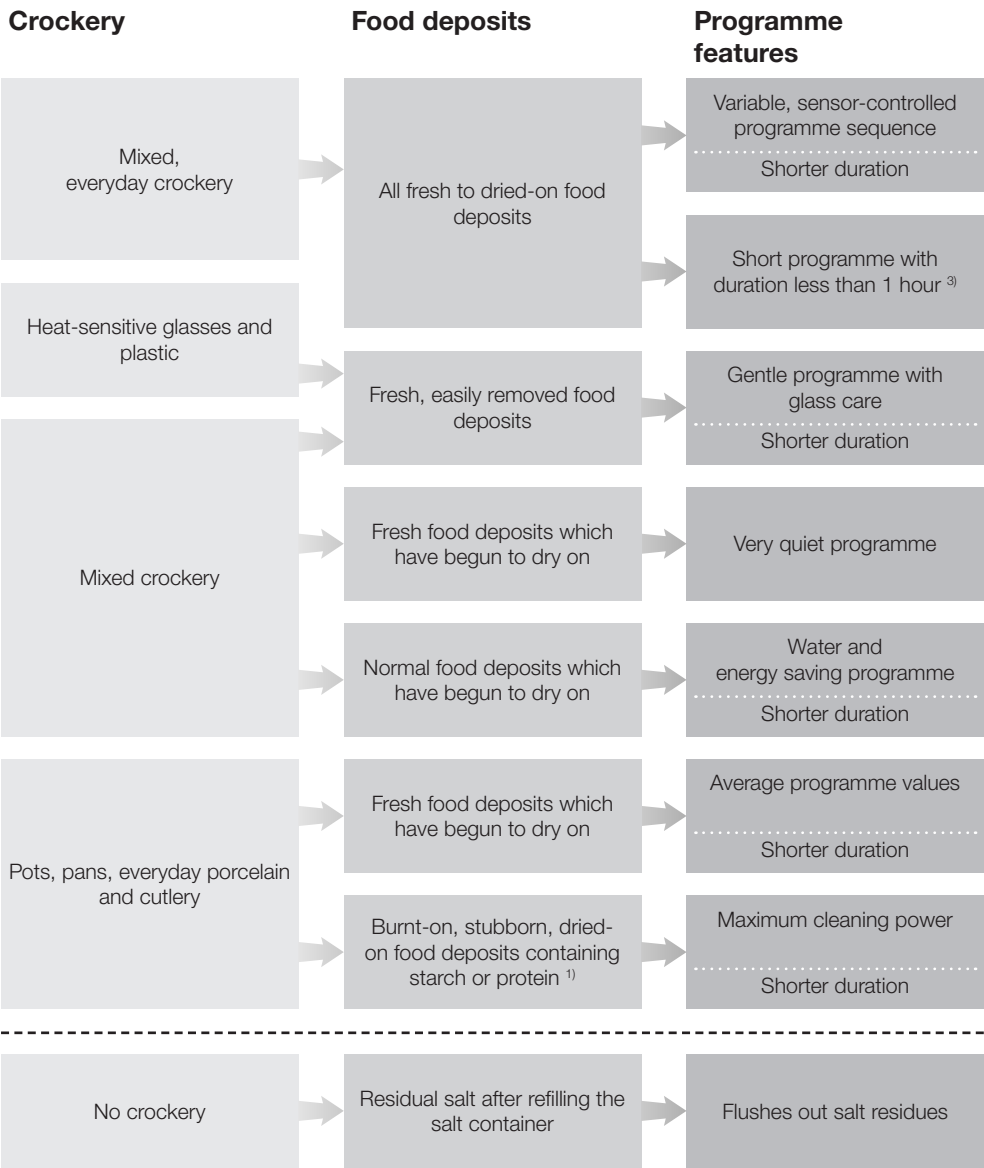 Crockery
Food deposits
Programme
features
Mixed,
everyday crockery
All fresh to dried-on food
deposits
Variable, sensor-controlled
programme sequence
Shorter duration
Short programme with
duration less than 1 hour 3)
Heat-sensitive glasses and
plastic
Fresh, easily removed food
deposits
Gentle programme with
glass care
Shorter duration
Mixed crockery
Fresh food deposits which
have begun to dry on
Very quiet programme
Normal food deposits which
have begun to dry on
Water and
energy saving programme
Shorter duration
Pots, pans, everyday porcelain
and cutlery
Fresh food deposits which
have begun to dry on
Average programme values
Shorter duration
Burnt-on, stubborn, dried-
on food deposits containing
starch or protein 1)
Maximum cleaning power
Shorter duration
No crockery
Residual salt after refilling the
salt container
Flushes out salt residues